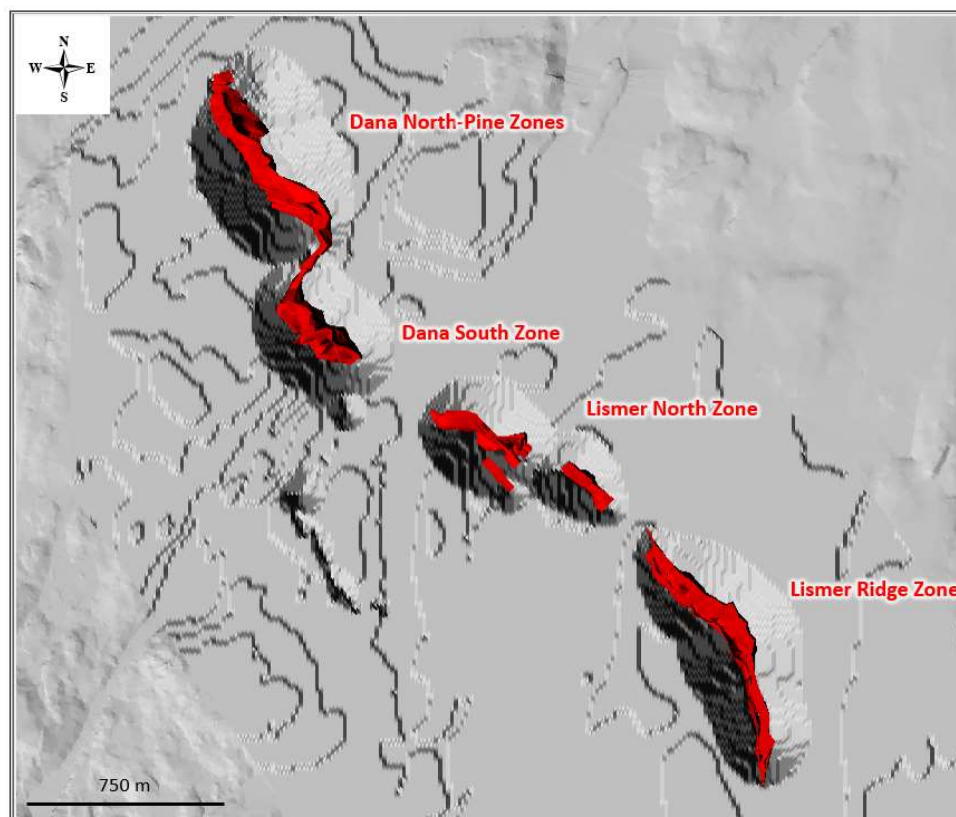 N
W E
S
Dana North-Pine Zones
Dana South Zone
Lismer North Zone
Lismer Ridge Zone
750 m